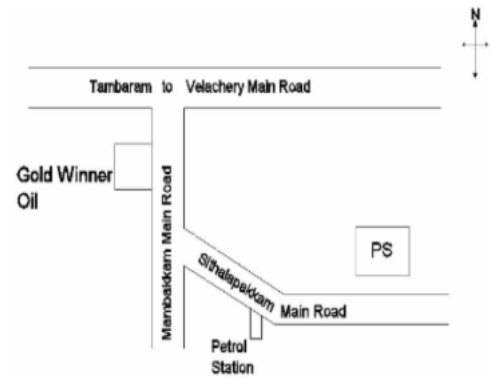 N
Tambaram to Velachery Main Road
Gold Winner
Oil
Mambakkam Main Road
PS
Sithalapakkam
Main Road
Petrol
Station